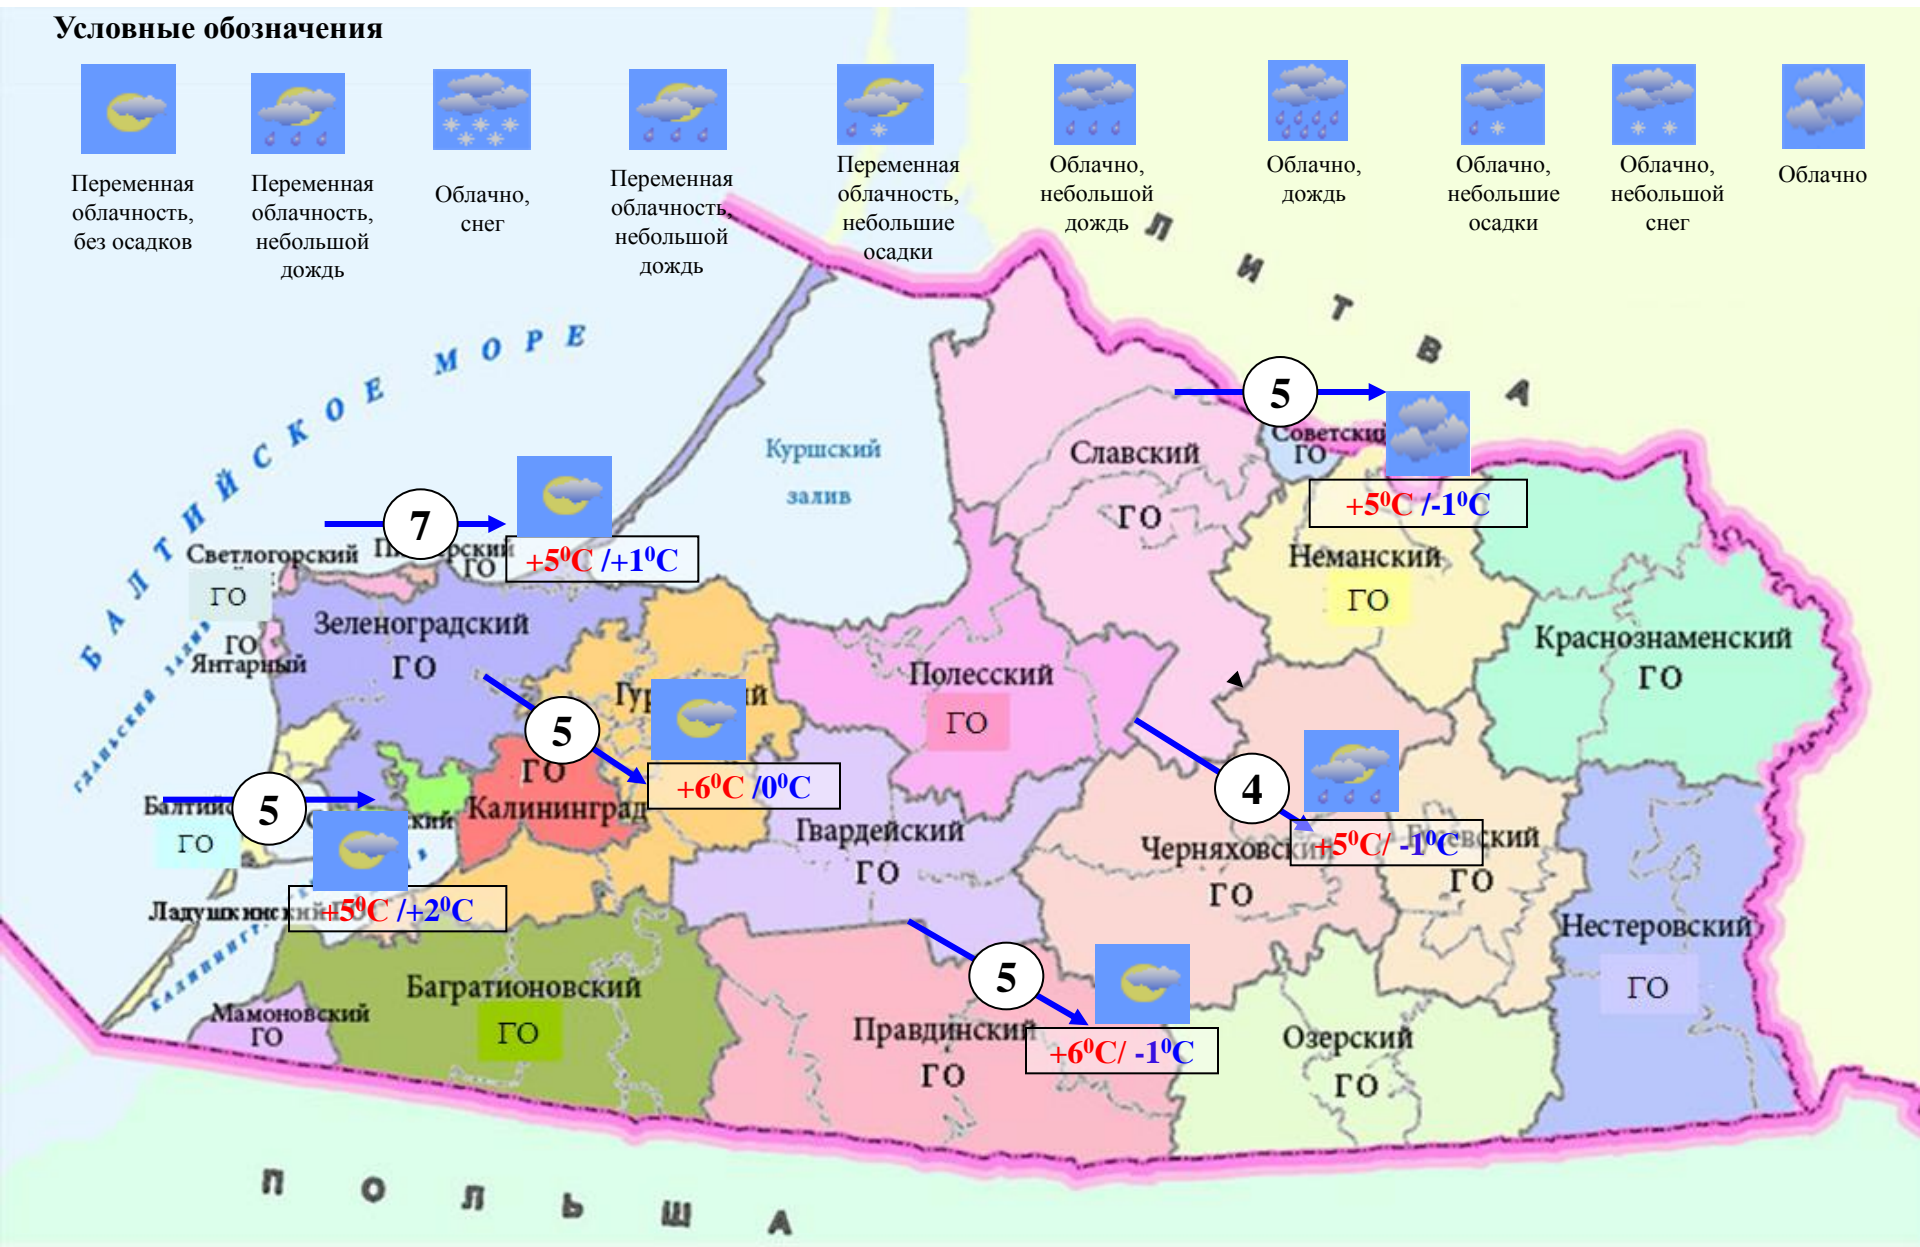 Условные обозначения
Переменная
облачность,
без осадков
Переменная
облачность,
небольшой
дождь
Облачно,
снег
Переменная
облачность,
небольшой
дождь
Переменная
облачность,
небольшие
осадки
Облачно,
небольшой
дождь
Облачно,
дождь
Облачно,
небольшие
осадки
Облачно,
небольшой
снег
Облачно
ЛИТВА
БАЛТИЙСКОЕ МОРЕ
Куршский
залив
5
Советский
ГО
+5⁰С /-1⁰С
Славский
ГО
7
Светлогорский
ГО
ГО
+5⁰С /+1⁰С
Неманский
ГО
Зеленоградский
ГО
ГО
Янтарный
Краснознаменский
ГО
Полесский
ГО
5
+6⁰С /0⁰С
ГО
Калининград
4
+5⁰С/ -1⁰С
5
ГО
+5⁰С /+2⁰С
Гвардейский
ГО
Черняховский
ГО
ГО
Нестеровский
ГО
5
+6⁰С/ -1⁰С
Багратионовский
ГО
Мамоновский
ГО
Правдинский
ГО
Озерский
ГО
ПОЛЬША